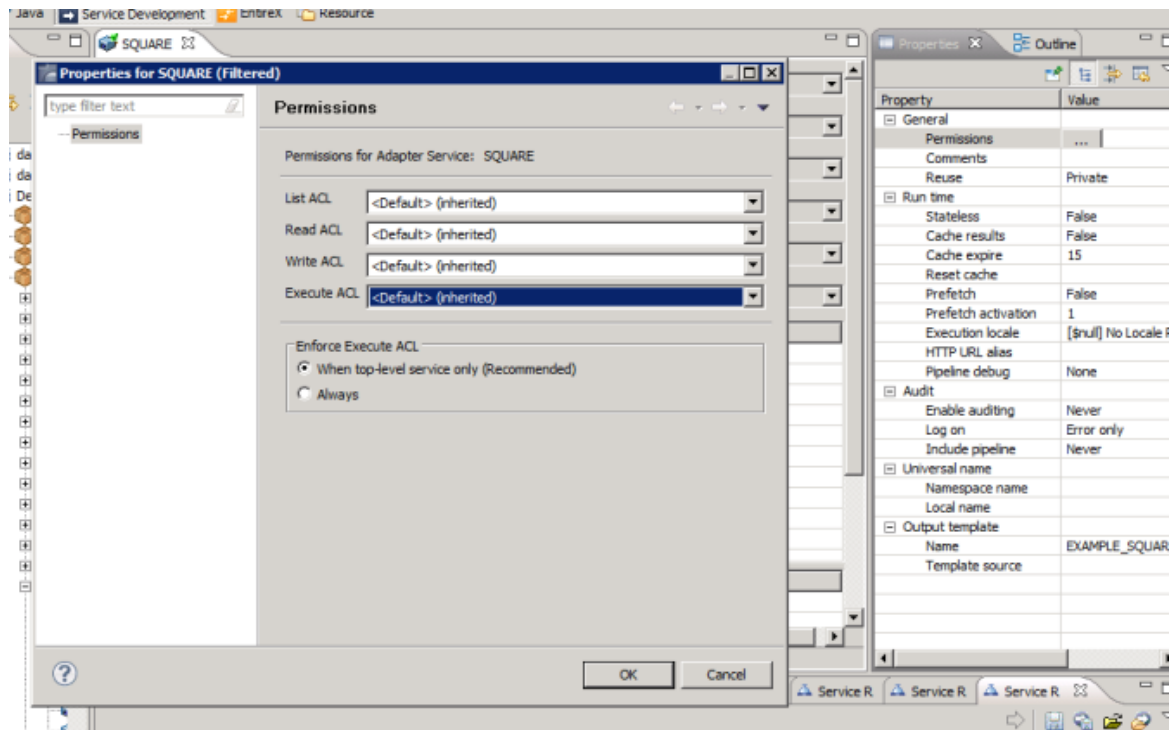 Java Service Development EntireX Resource
SQUARE
Properties Outline
Properties for SQUARE (Filtered)
type filter text
Permissions
Permissions
Permissions for Adapter Service: SQUARE
List ACL <Default> (inherited)
Read ACL <Default> (inherited)
Write ACL <Default> (inherited)
Execute ACL <Default> (inherited)
Enforce Execute ACL
When top-level service only (Recommended)
Always
OK Cancel
da
da
De
Property Value
General
Permissions ...
Comments
Reuse Private
Run time
Stateless False
Cache results False
Cache expire 15
Reset cache
Prefetch False
Prefetch activation 1
Execution locale [$null] No Locale
HTTP URL alias
Pipeline debug None
Audit
Enable auditing Never
Log on Error only
Include pipeline Never
Universal name
Namespace name
Local name
Output template
Name EXAMPLE_SQUAR
Template source
Service R Service R Service R